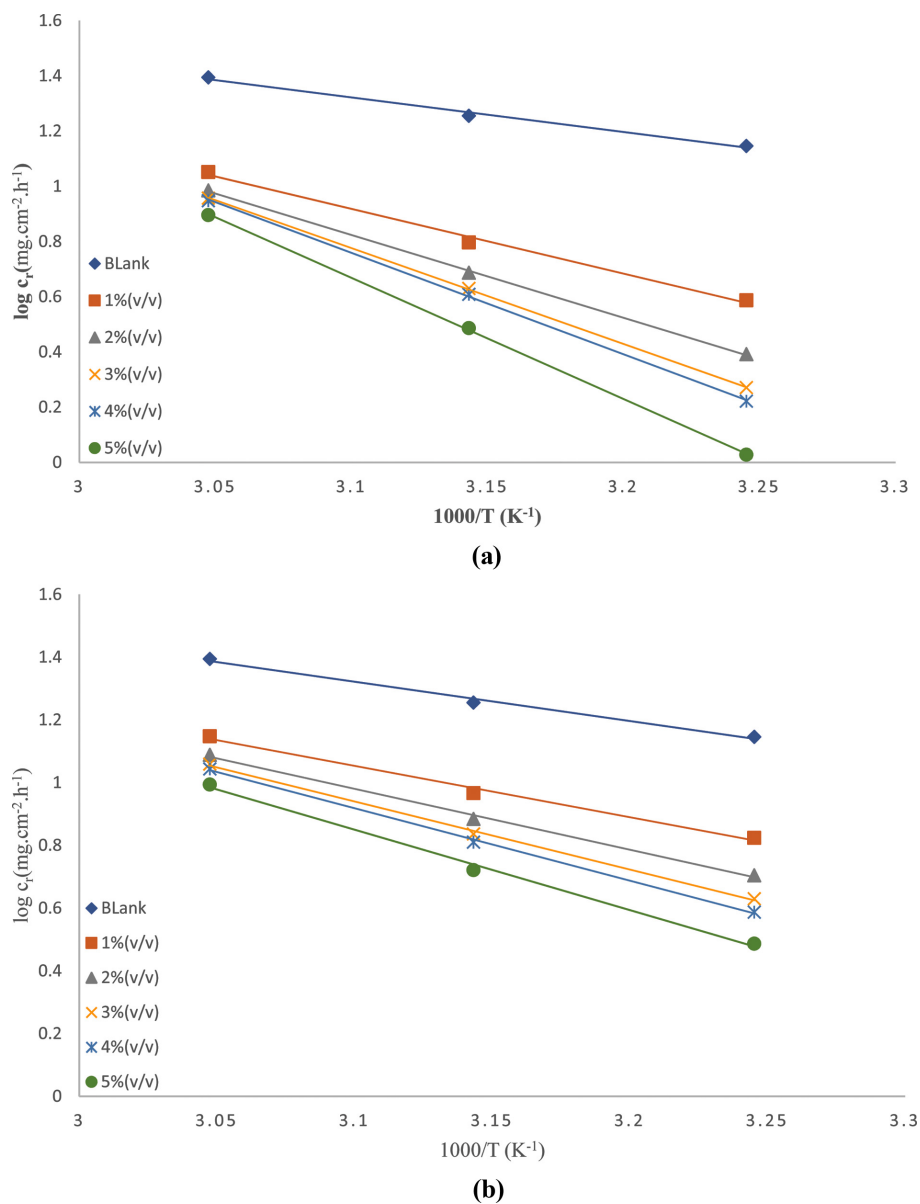 1.6
1.4
1.2
1
0.8
0.6
0.4
0.2
0
log cr(mg.cm-2.h-1)
BLank
1%(v/v)
2%(v/v)
3%(v/v)
4%(v/v)
5%(v/v)
3 3.05 3.1 3.15 3.2 3.25 3.3
1000/T (K-1)
(a)
1.6
1.4
1.2
1
0.8
0.6
0.4
0.2
0
log cr(mg.cm-2.h-1)
BLank
1%(v/v)
2%(v/v)
3%(v/v)
4%(v/v)
5%(v/v)
3 3.05 3.1 3.15 3.2 3.25 3.3
1000/T (K-1)
(b)